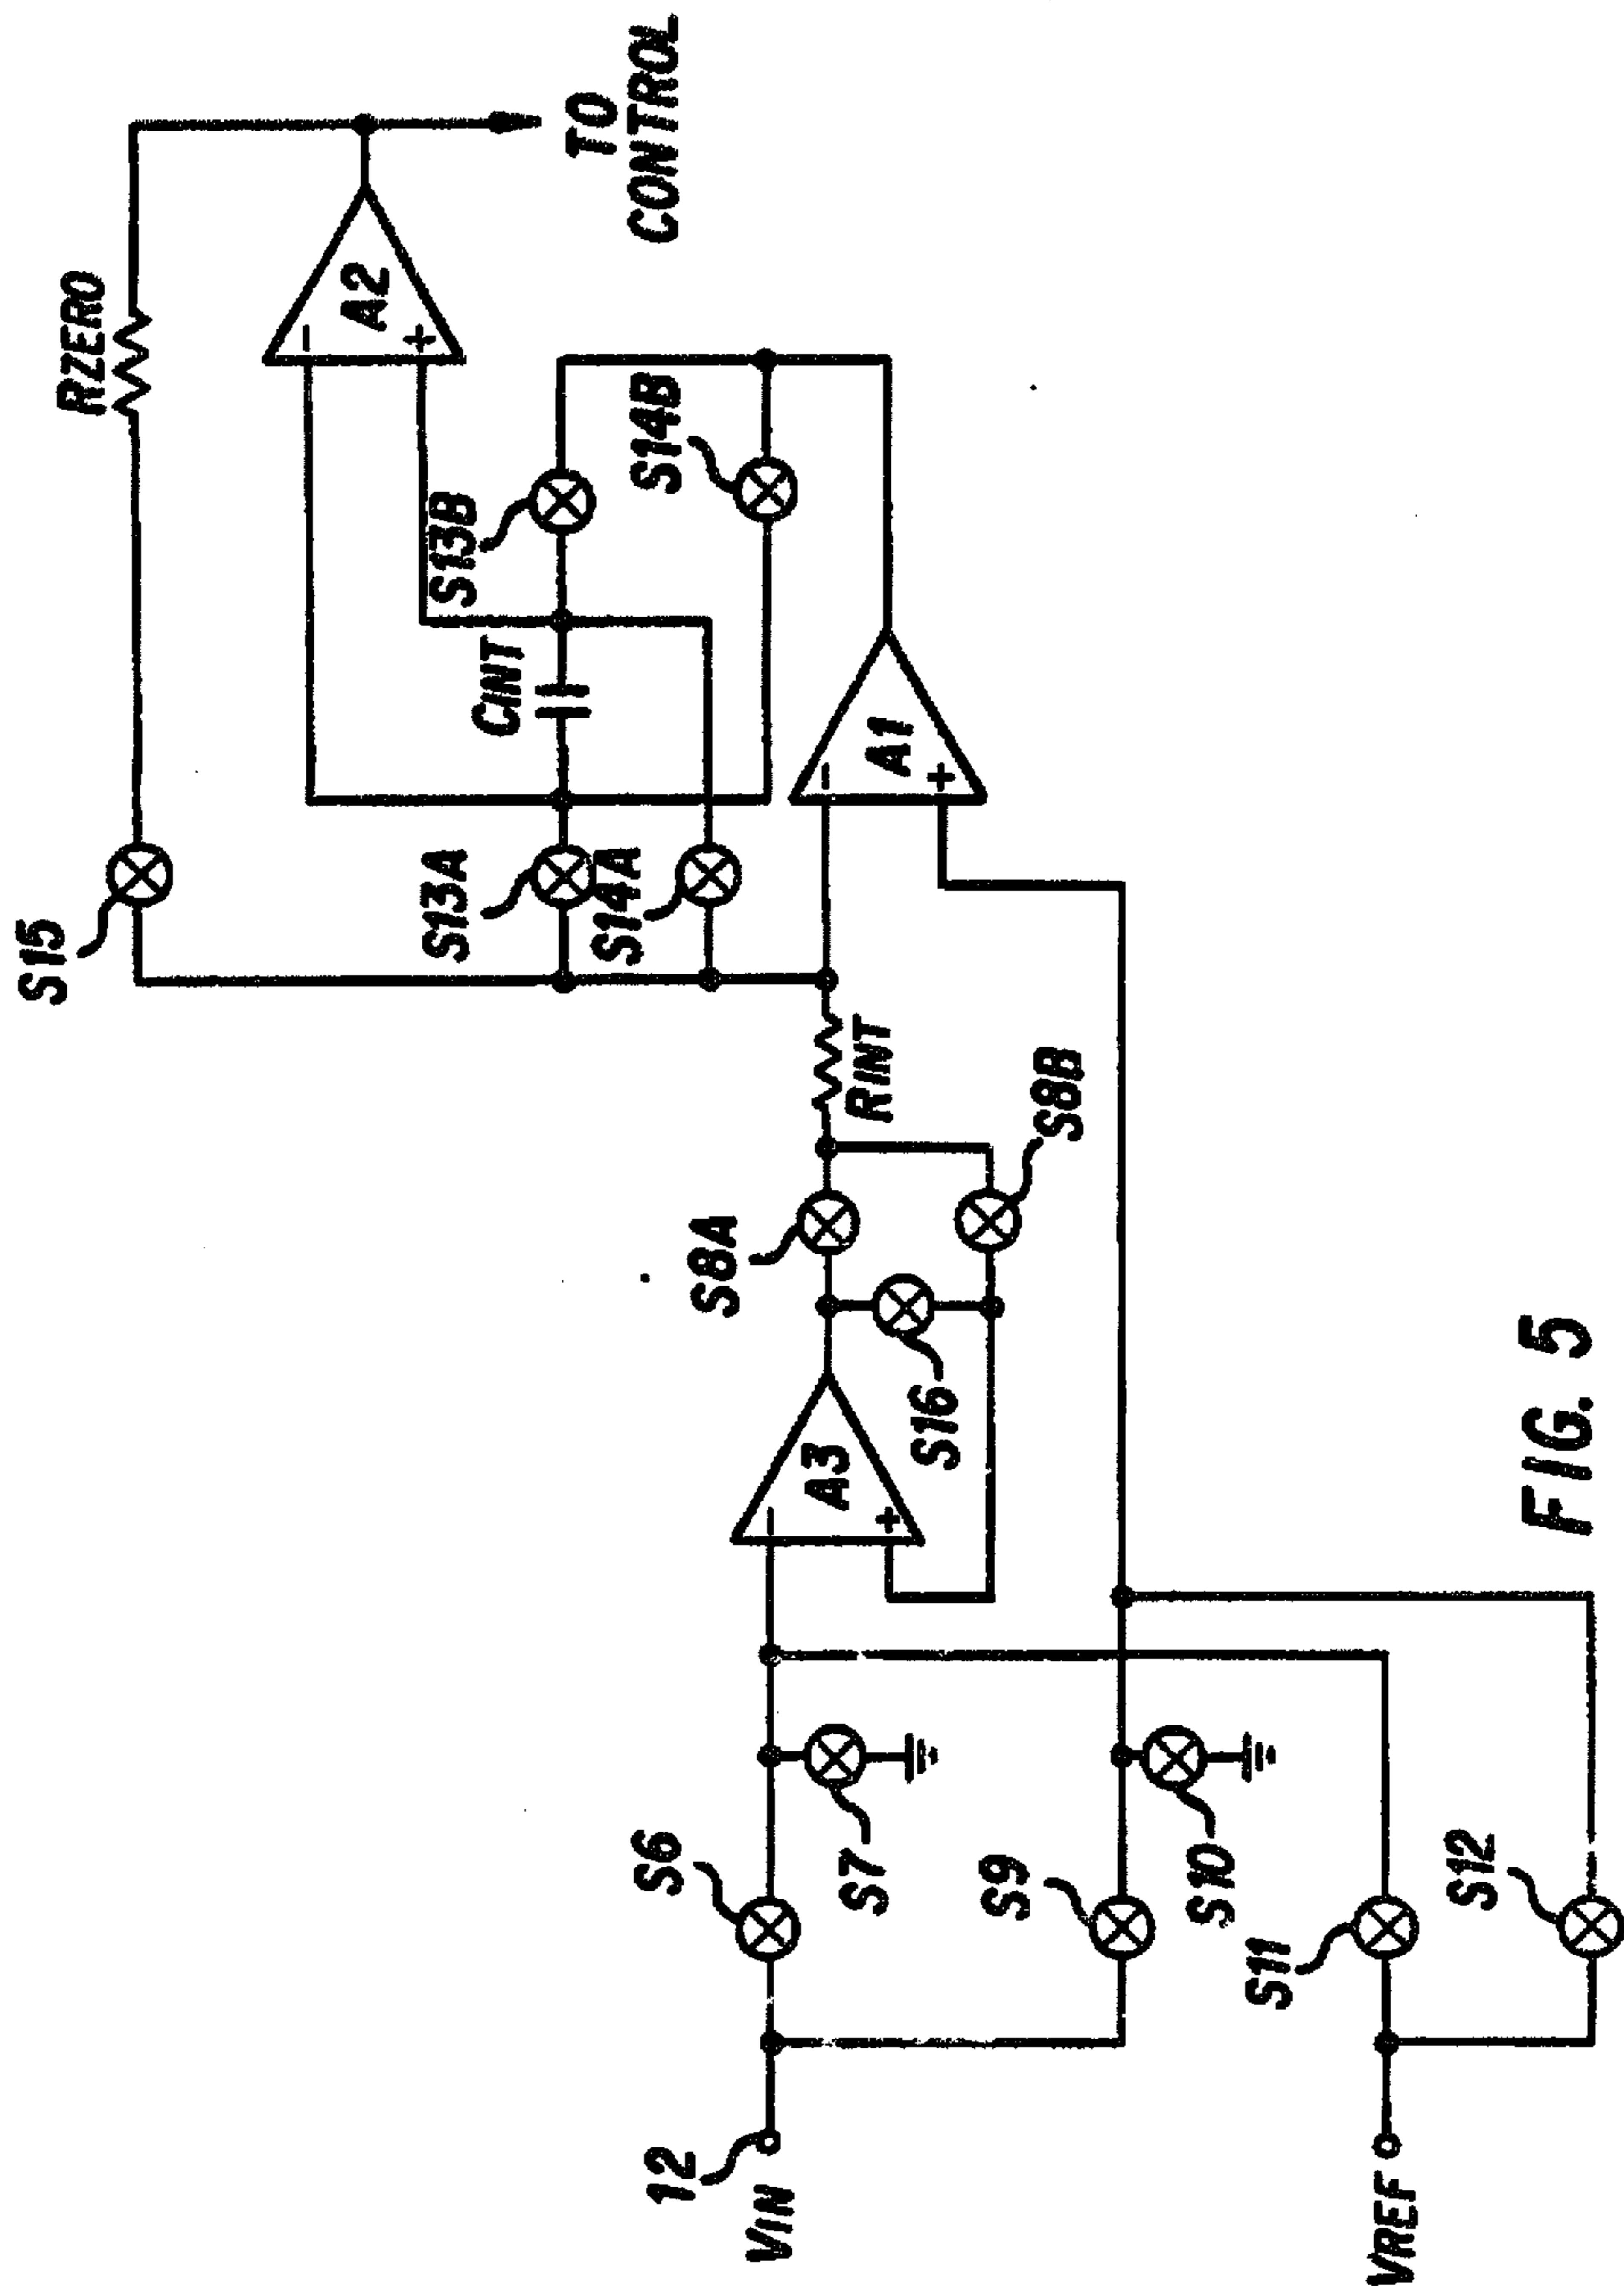 S15
RZERO
A2
−
+
TO
CONTROL
S13A
CINT
S13B
S14A
S14B
S8A
RINT
A1
−
+
A3
−
+
S16
S8B
12
VIN
S6
S7
S9
S10
S11
VREF
S12
FIG. 5